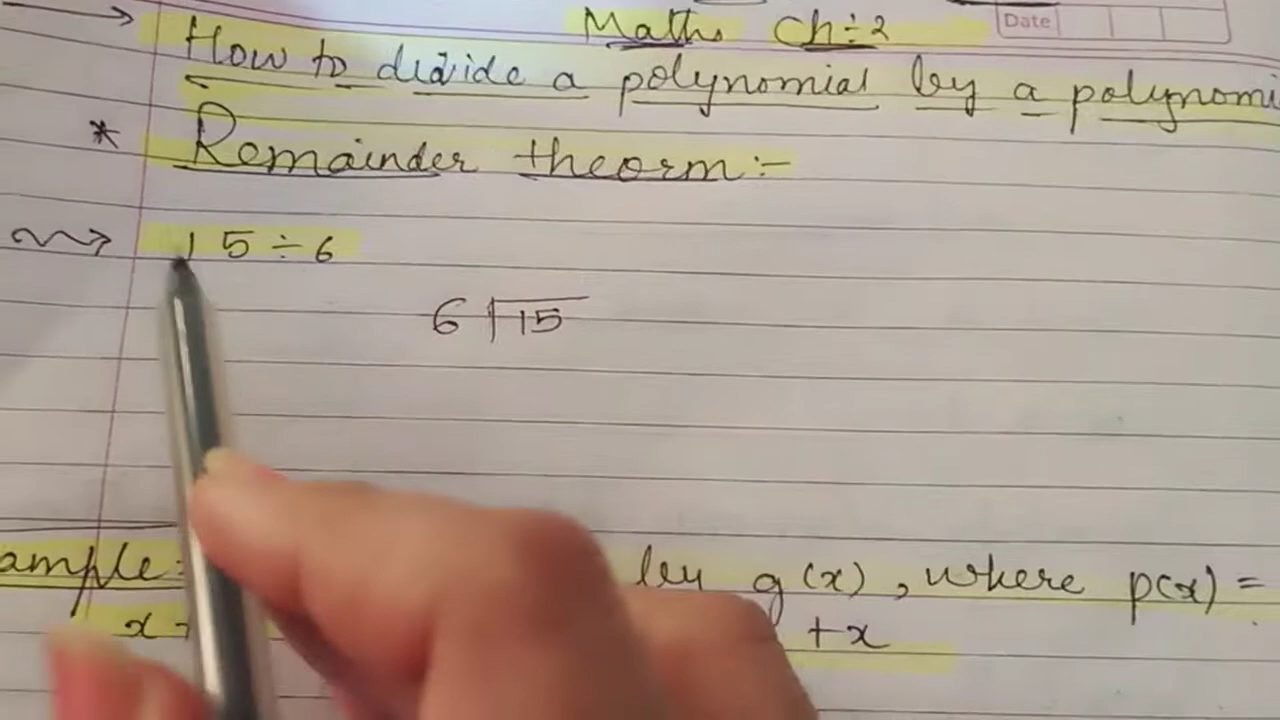 Maths Ch÷2
Date
How to divide a polynomial by a polynomi
* Remainder theorm:-
15÷6
6 15
ample: by g(x), where p(x) =
x +x